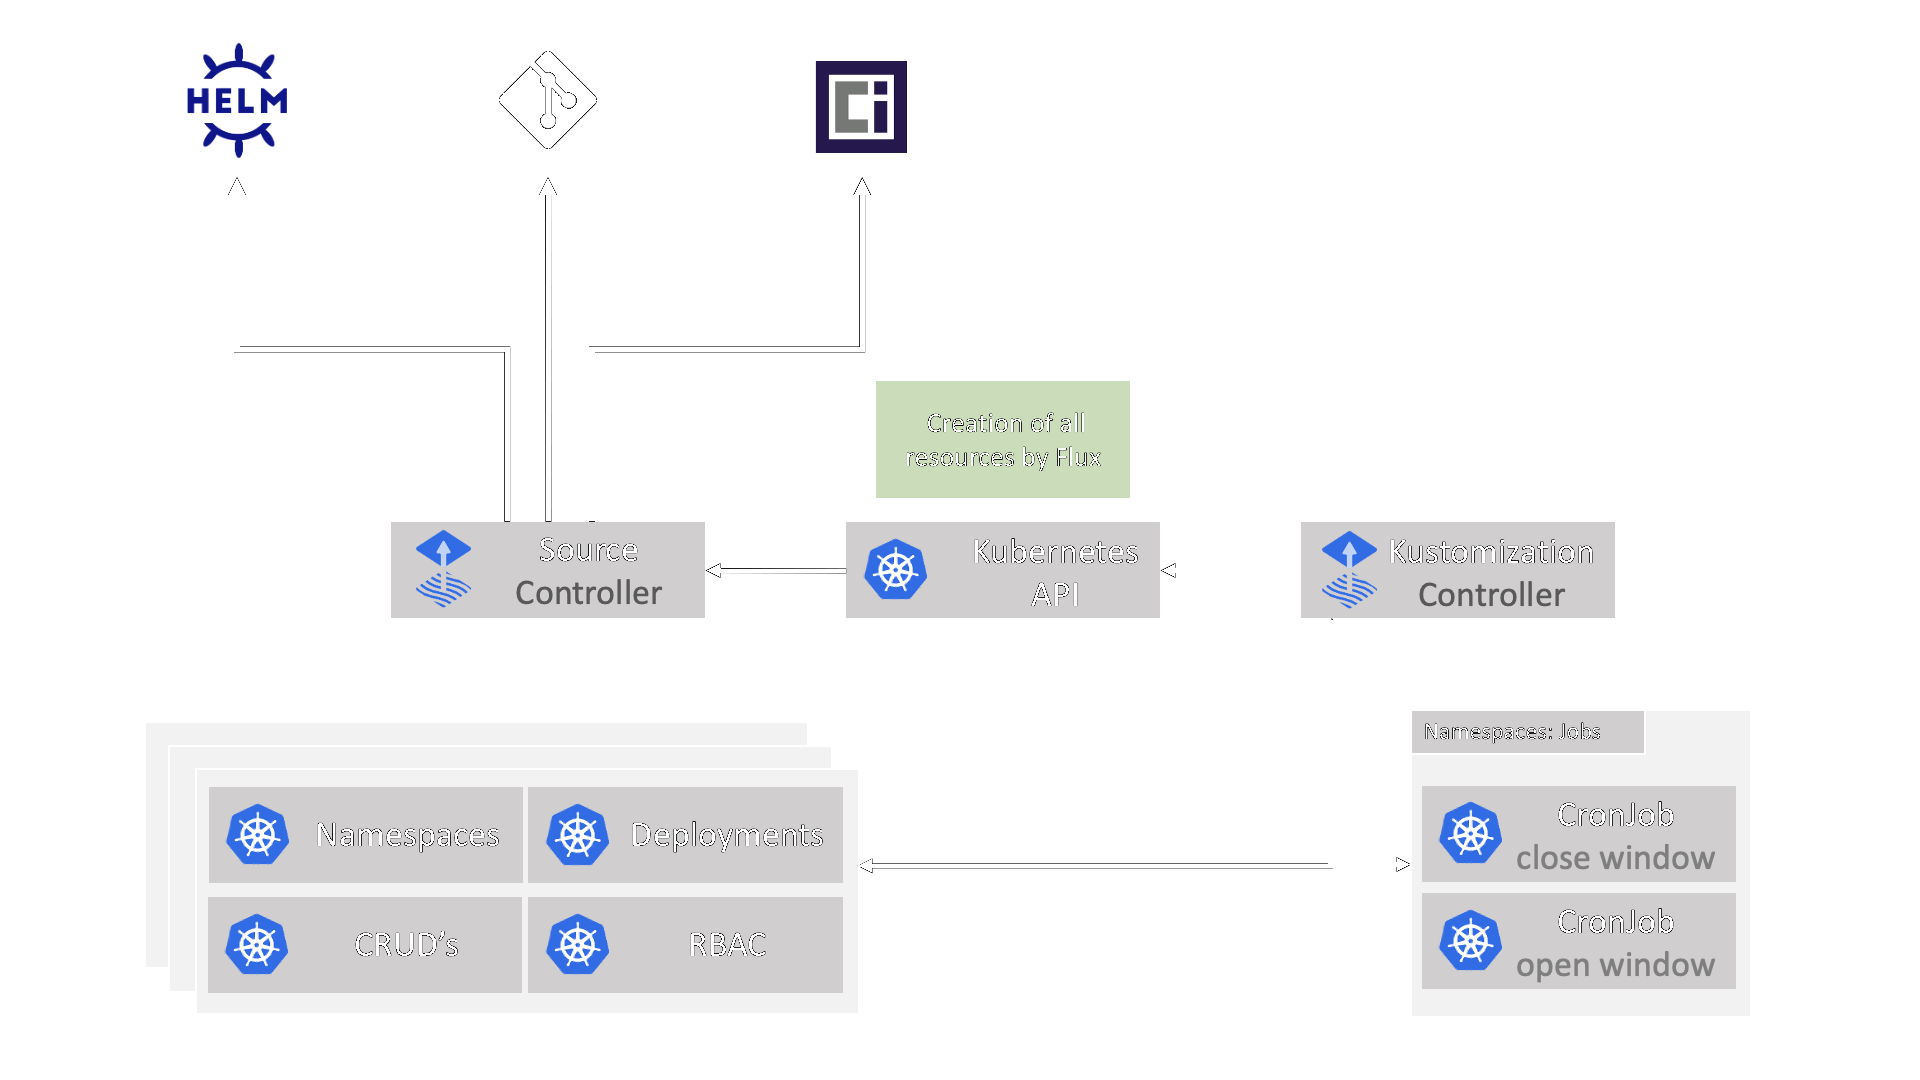 HELM
Ci
Creation of all
resources by Flux
Source
Controller
Kubernetes
API
Kustomization
Controller
Namespaces: Jobs
Namespaces
Deployments
CronJob
close window
CRUD's
RBAC
CronJob
open window